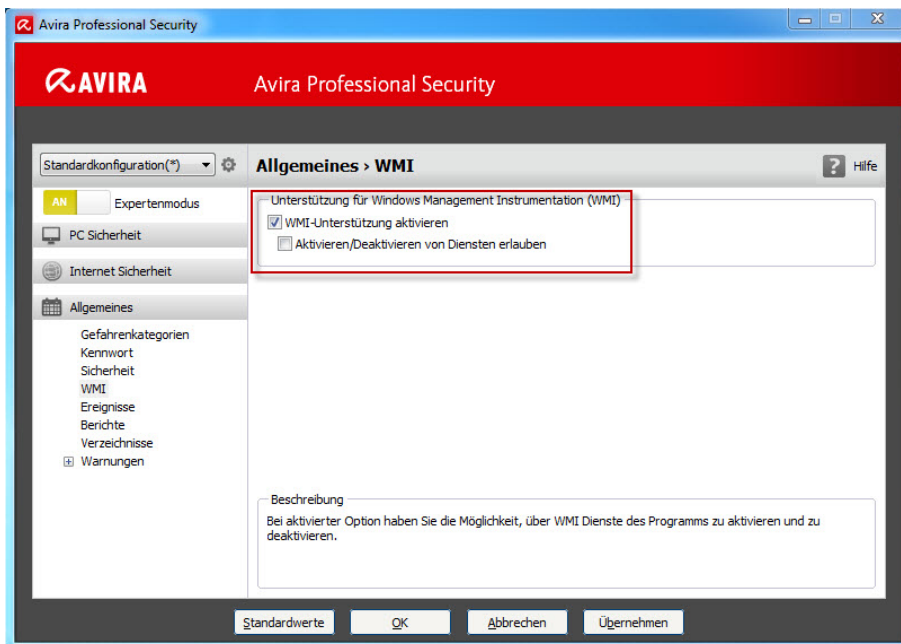 Avira Professional Security
AVIRA
Avira Professional Security
Standardkonfiguration(*)
Allgemeines › WMI
Hilfe
AN
Expertenmodus
PC Sicherheit
Internet Sicherheit
Allgemeines
Gefahrenkategorien
Kennwort
Sicherheit
WMI
Ereignisse
Berichte
Verzeichnisse
Warnungen
Unterstützung für Windows Management Instrumentation (WMI)
WMI-Unterstützung aktivieren
Aktivieren/Deaktivieren von Diensten erlauben
Beschreibung
Bei aktivierter Option haben Sie die Möglichkeit, über WMI Dienste des Programms zu aktivieren und zu
deaktivieren.
Standardwerte
OK
Abbrechen
Übernehmen